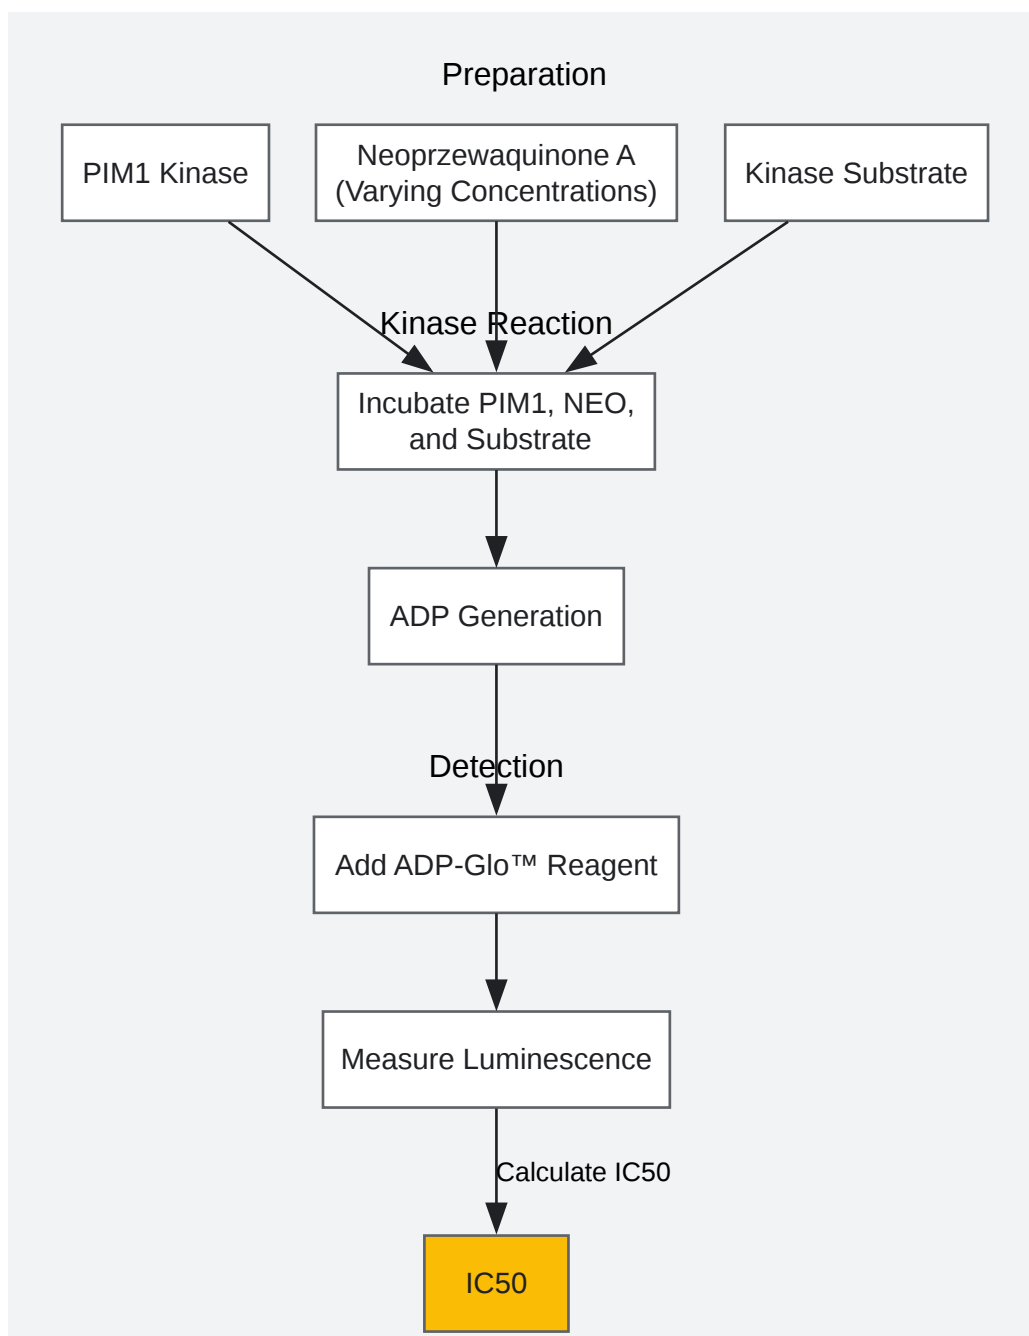 Preparation
PIM1 Kinase
Neoprzewaquinone A
(Varying Concentrations)
Kinase Substrate
Kinase Reaction
Incubate PIM1, NEO,
and Substrate
ADP Generation
Detection
Add ADP-Glo™ Reagent
Measure Luminescence
Calculate IC50
IC50